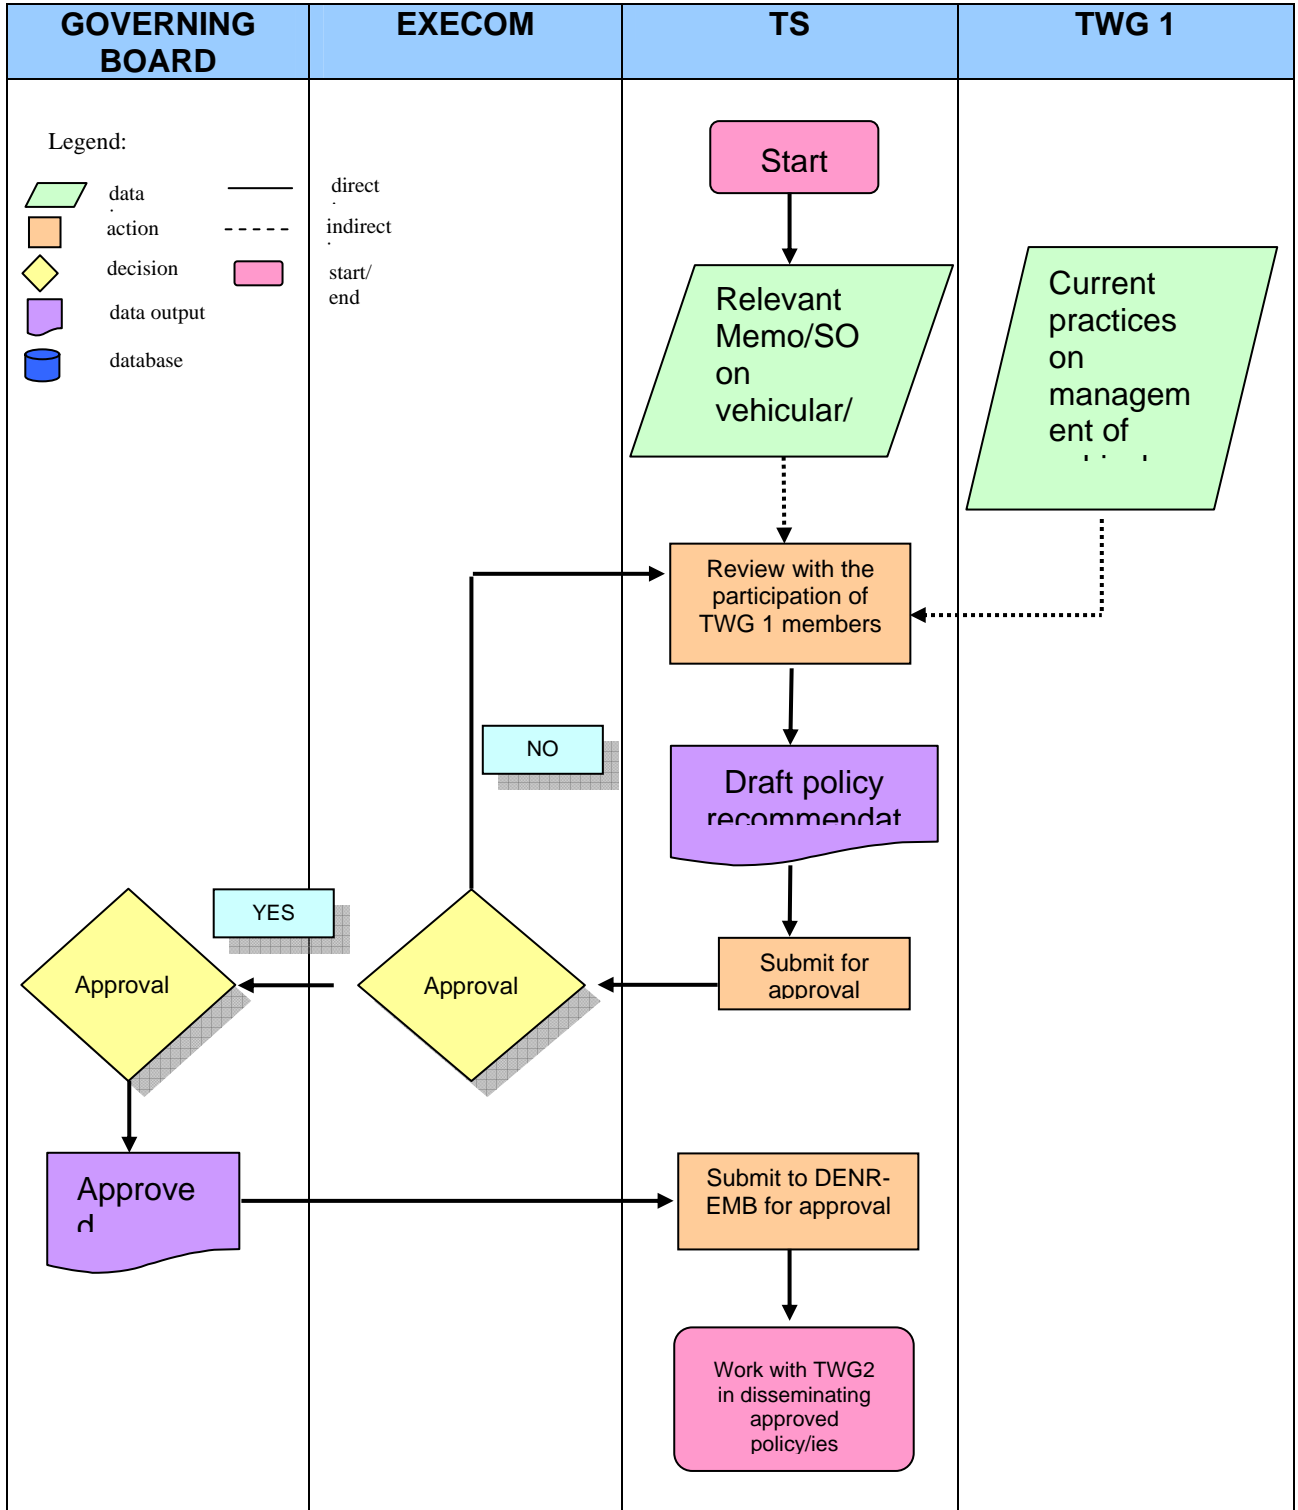 GOVERNING
BOARD
EXECOM
TS
TWG 1
Legend:
data
action
decision
data output
database
direct
indirect
start/
end
Start
Relevant
Memo/SO
on
vehicular/
Current
practices
on
managem
ent of
Review with the
participation of
TWG 1 members
NO
Draft policy
recommendat
YES
Approval
Approval
Submit for
approval
Approve
d
Submit to DENR-
EMB for approval
Work with TWG2
in disseminating
approved
policy/ies